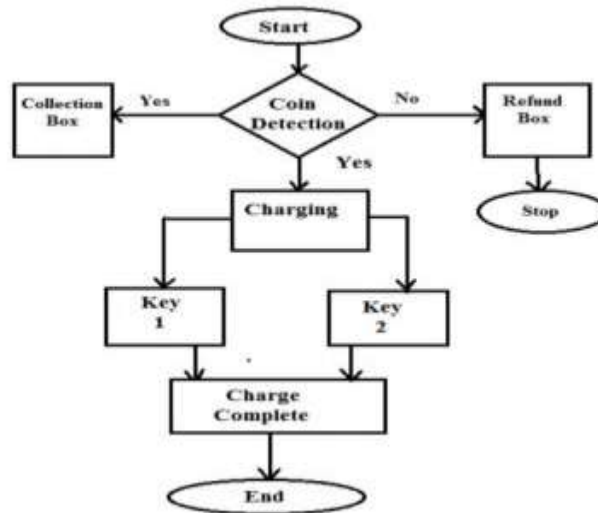 Start
Collection
Box
Yes
Coin
Detection
No
Refund
Box
Yes
Stop
Charging
Key
1
Key
2
Charge
Complete
End